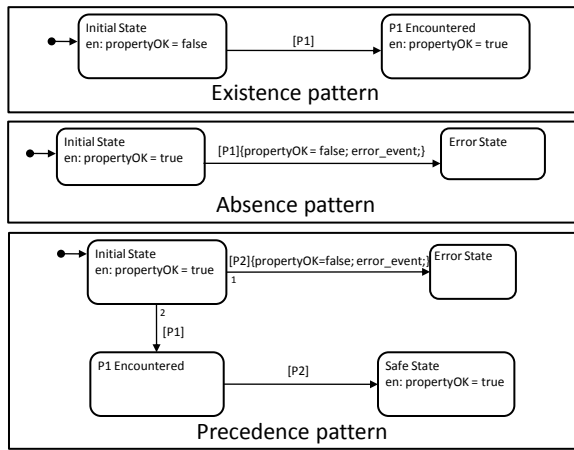 Initial State
en: propertyOK = false
[P1]
P1 Encountered
en: propertyOK = true
Existence pattern
Initial State
en: propertyOK = true
[P1]{propertyOK = false; error_event;}
Error State
Absence pattern
Initial State
en: propertyOK = true
[P2]{propertyOK=false; error_event;}
1
Error State
2
[P1]
P1 Encountered
[P2]
Safe State
en: propertyOK = true
Precedence pattern